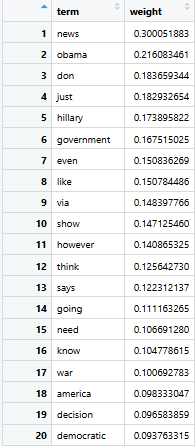 term weight
1 news 0.300051883
2 obama 0.216083461
3 don 0.183659344
4 just 0.182932654
5 hillary 0.173895822
6 government 0.167515025
7 even 0.150836269
8 like 0.150784486
9 via 0.148397766
10 show 0.147125460
11 however 0.140865325
12 think 0.125642730
13 says 0.122312137
14 going 0.111163265
15 need 0.106691280
16 know 0.104778615
17 war 0.100692783
18 america 0.098333047
19 decision 0.096583859
20 democratic 0.093763315